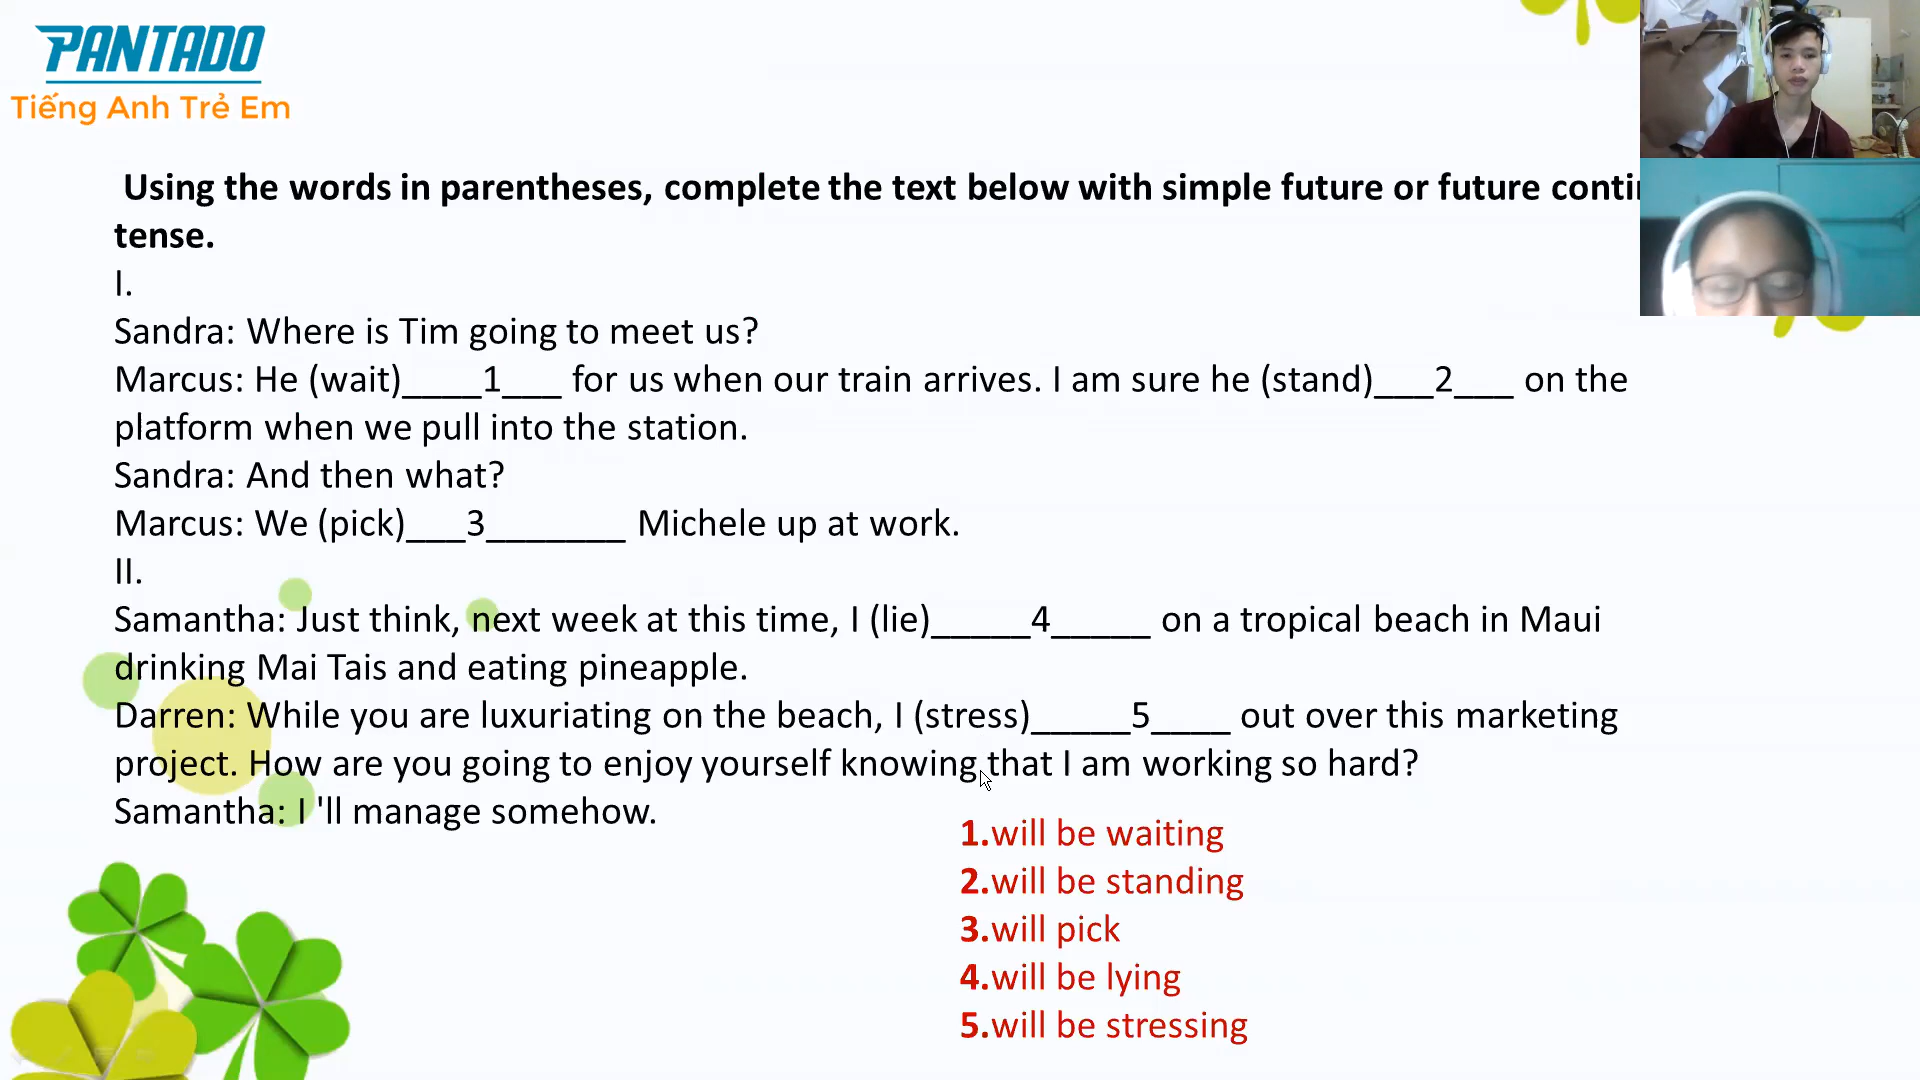 PANTADO
Tiếng Anh Trẻ Em
Using the words in parentheses, complete the text below with simple future or future contin
tense.
I.
Sandra: Where is Tim going to meet us?
Marcus: He (wait)____1___ for us when our train arrives. I am sure he (stand)___2___ on the
platform when we pull into the station.
Sandra: And then what?
Marcus: We (pick)___3_______ Michele up at work.
II.
Samantha: Just think, next week at this time, I (lie)_____4_____ on a tropical beach in Maui
drinking Mai Tais and eating pineapple.
Darren: While you are luxuriating on the beach, I (stress)_____5____ out over this marketing
project. How are you going to enjoy yourself knowing that I am working so hard?
Samantha: I 'll manage somehow.
1.will be waiting
2.will be standing
3.will pick
4.will be lying
5.will be stressing